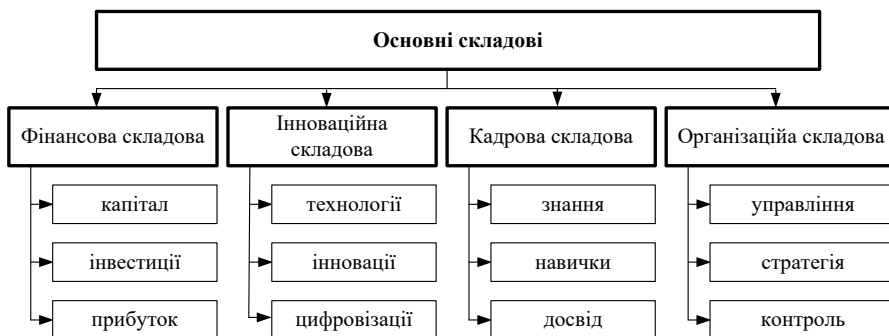 Основні складові
Фінансова складова
Інноваційна
складова
Кадрова складова
Організаційа складова
капітал
технології
знання
управління
інвестиції
інновації
навички
стратегія
прибуток
цифровізації
досвід
контроль